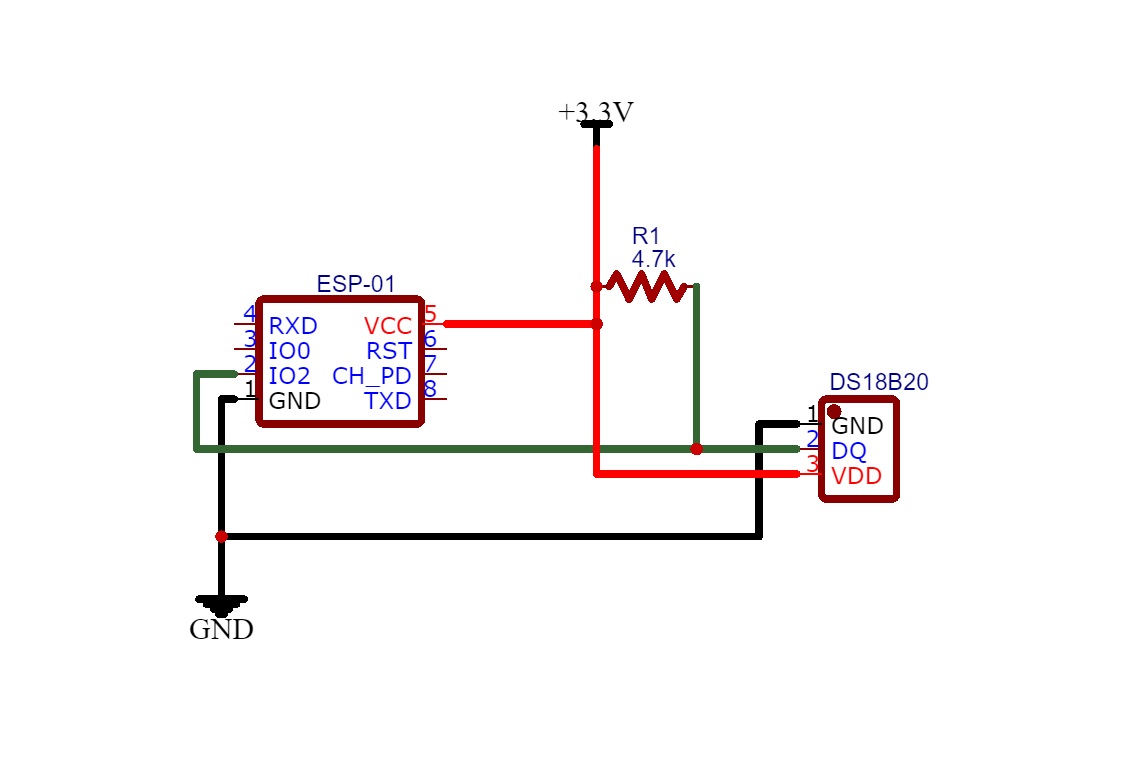 +3.3V
R1
4.7k
ESP-01
4 RXD VCC 5
3 IO0 RST 6
2 IO2 CH_PD 7
1 GND TXD 8
DS18B20
1 GND
2 DQ
3 VDD
GND